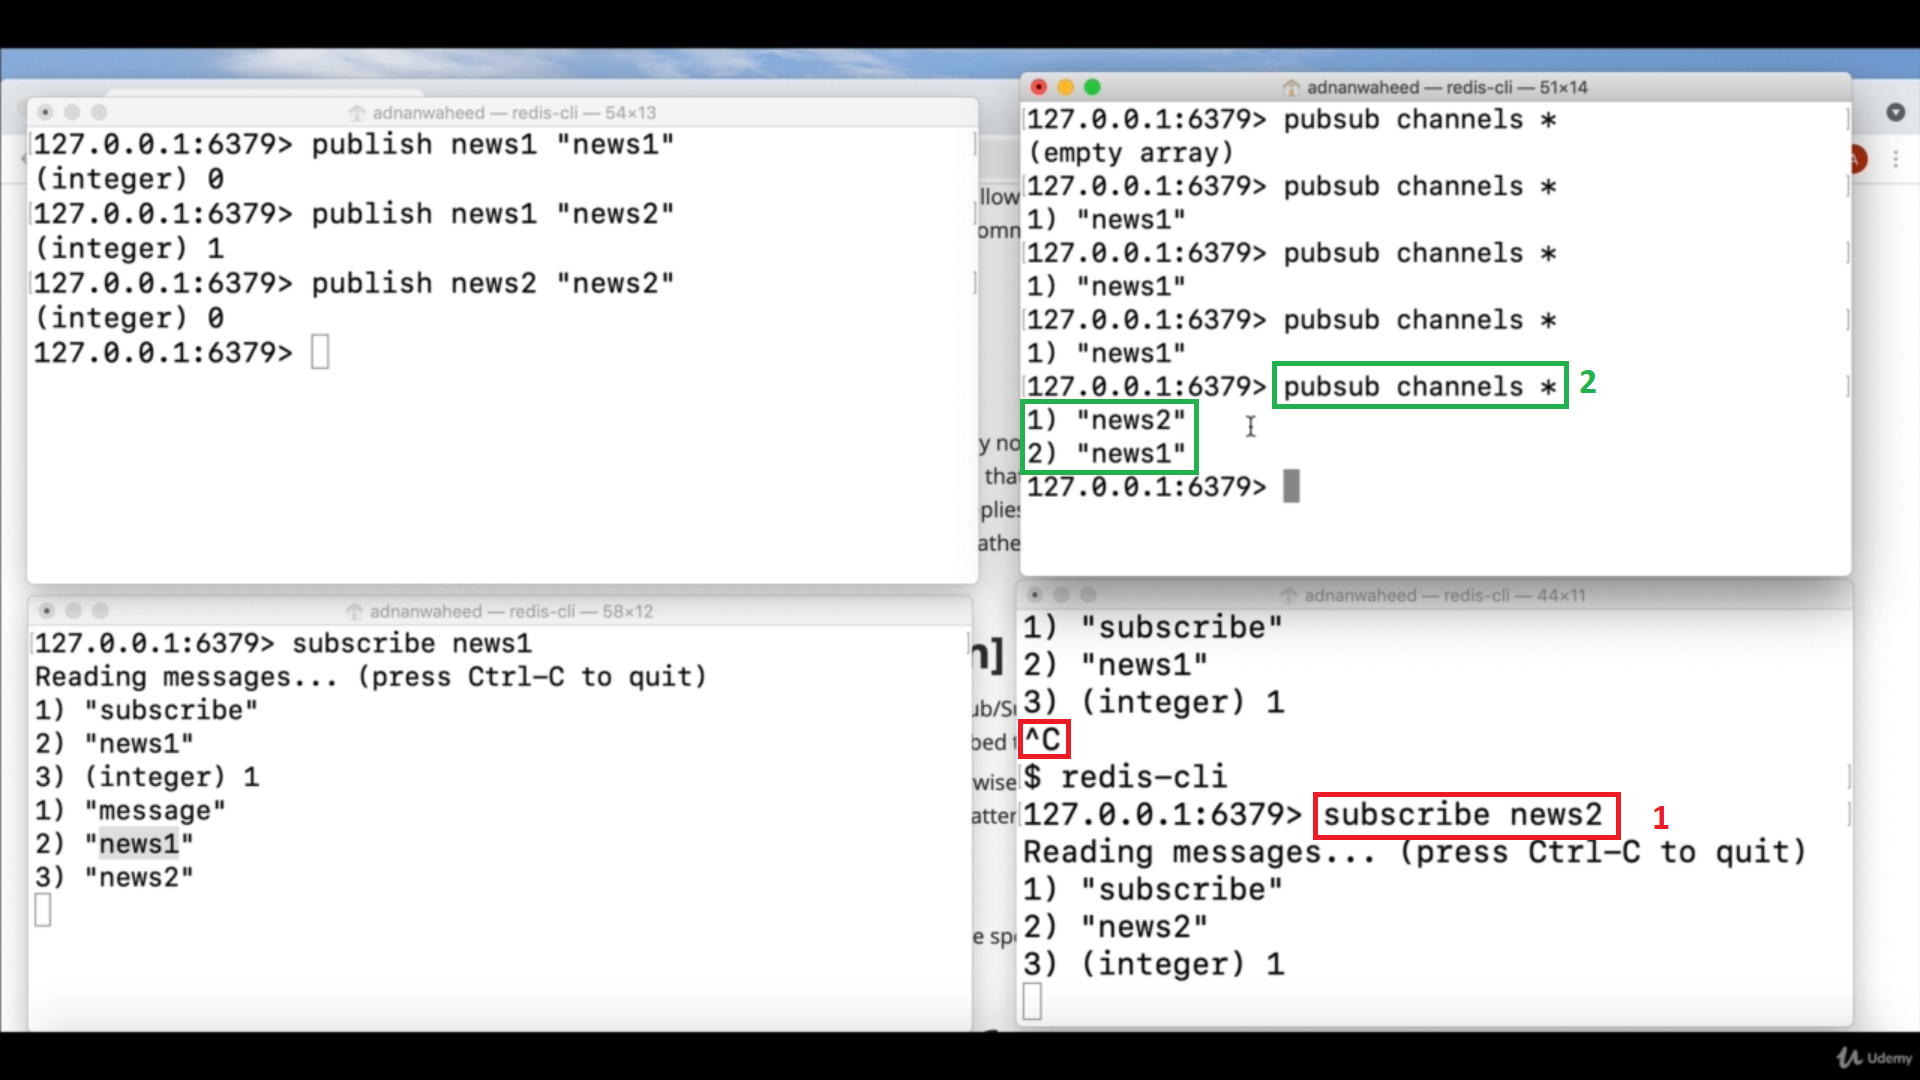 adnanwaheed — redis-cli — 54×13
127.0.0.1:6379> publish news1 "news1"
(integer) 0
127.0.0.1:6379> publish news1 "news2"
(integer) 1
127.0.0.1:6379> publish news2 "news2"
(integer) 0
127.0.0.1:6379>
adnanwaheed — redis-cli — 51×14
127.0.0.1:6379> pubsub channels *
(empty array)
127.0.0.1:6379> pubsub channels *
1) "news1"
127.0.0.1:6379> pubsub channels *
1) "news1"
127.0.0.1:6379> pubsub channels *
1) "news1"
127.0.0.1:6379> pubsub channels * 2
1) "news2"
2) "news1"
127.0.0.1:6379>
adnanwaheed — redis-cli — 58×12
127.0.0.1:6379> subscribe news1
Reading messages... (press Ctrl-C to quit)
1) "subscribe"
2) "news1"
3) (integer) 1
1) "message"
2) "news1"
3) "news2"
adnanwaheed — redis-cli — 44×11
1) "subscribe"
2) "news1"
3) (integer) 1
^C
$ redis-cli
127.0.0.1:6379> subscribe news2 1
Reading messages... (press Ctrl-C to quit)
1) "subscribe"
2) "news2"
3) (integer) 1
Udemy